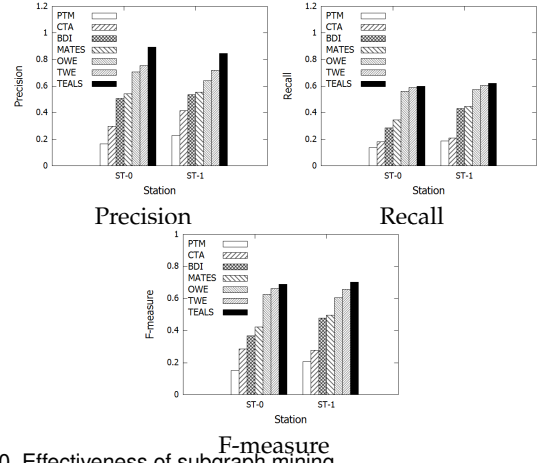 1.2
1
0.8
0.6
0.4
0.2
0
Precision
PTM
CTA
BDI
MATES
OWE
TWE
TEALS
ST-0 ST-1
Station
Precision
1.2
1
0.8
0.6
0.4
0.2
0
Recall
PTM
CTA
BDI
MATES
OWE
TWE
TEALS
ST-0 ST-1
Station
Recall
1
0.8
0.6
0.4
0.2
0
F-measure
PTM
CTA
BDI
MATES
OWE
TWE
TEALS
ST-0 ST-1
Station
F-measure
0. Effectiveness of subgraph mining